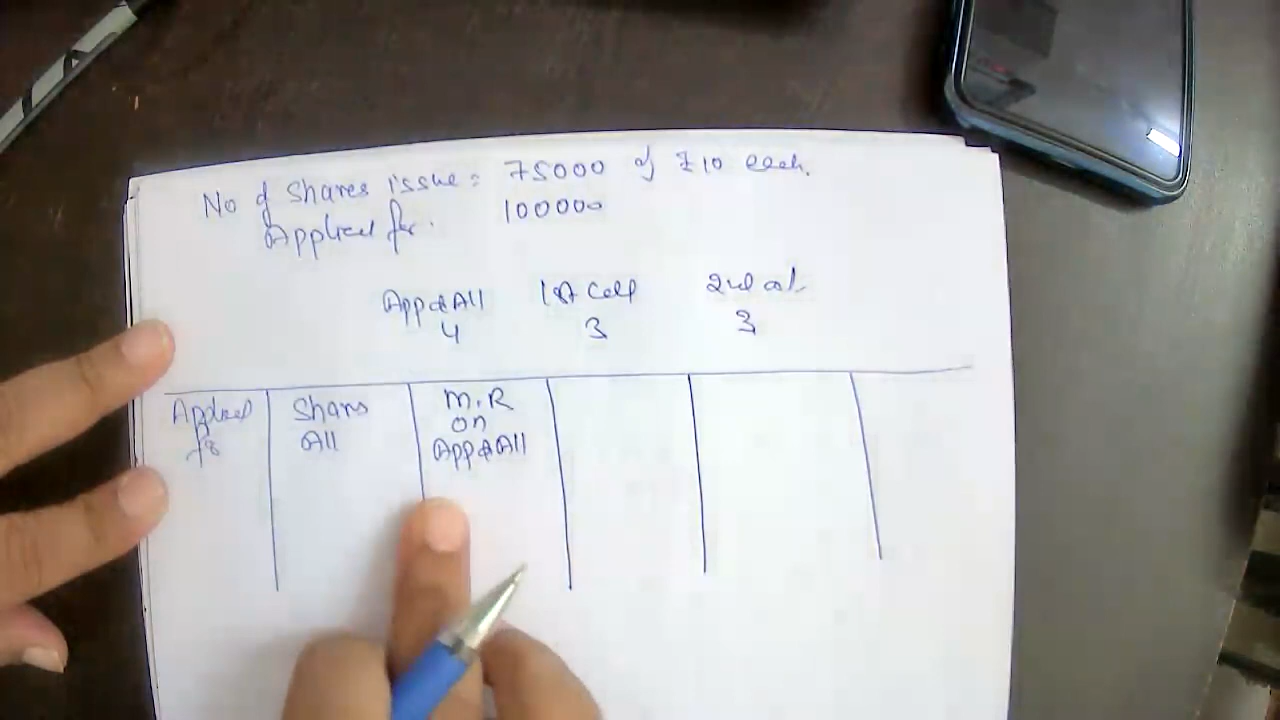 No of Shares issue = 75000 of ₹10 each.
Applied for. 100000
App & All 1st Call 2nd cal
4 3 3
Applied for
Shares All
M.R on App & All